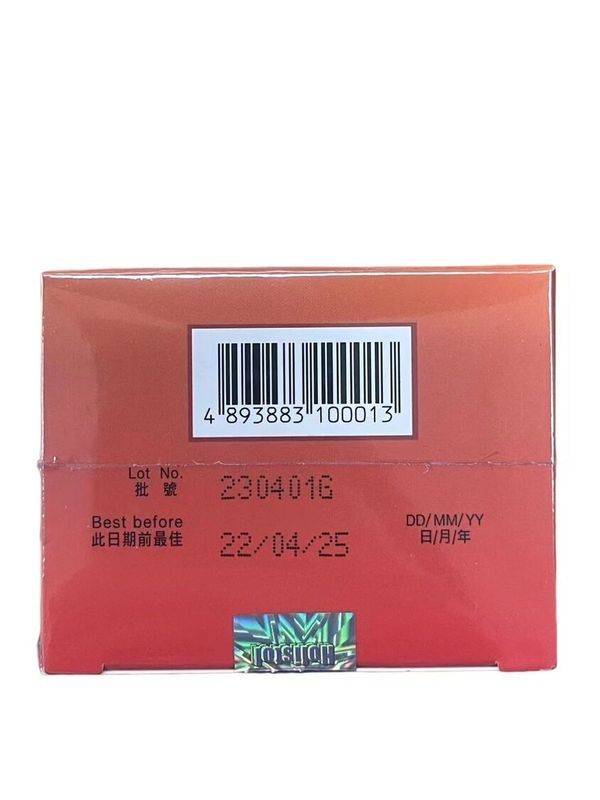 4 893883 100013
Lot No.
批號
230401G
Best before
此日期前最佳
22/04/25
DD/MM/YY
日/月/年
Holistol